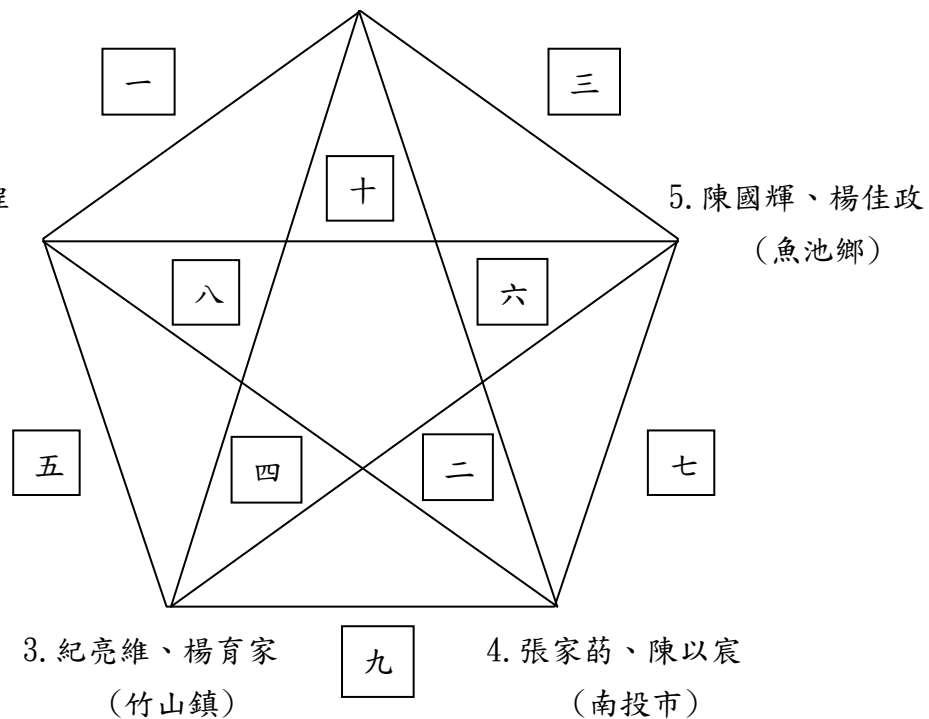 一
三
十
5.陳國輝、楊佳政
(魚池鄉)
八
六
五
四
二
七
3.紀亮維、楊育家
九
4.張家菂、陳以宸
(竹山鎮)
(南投市)